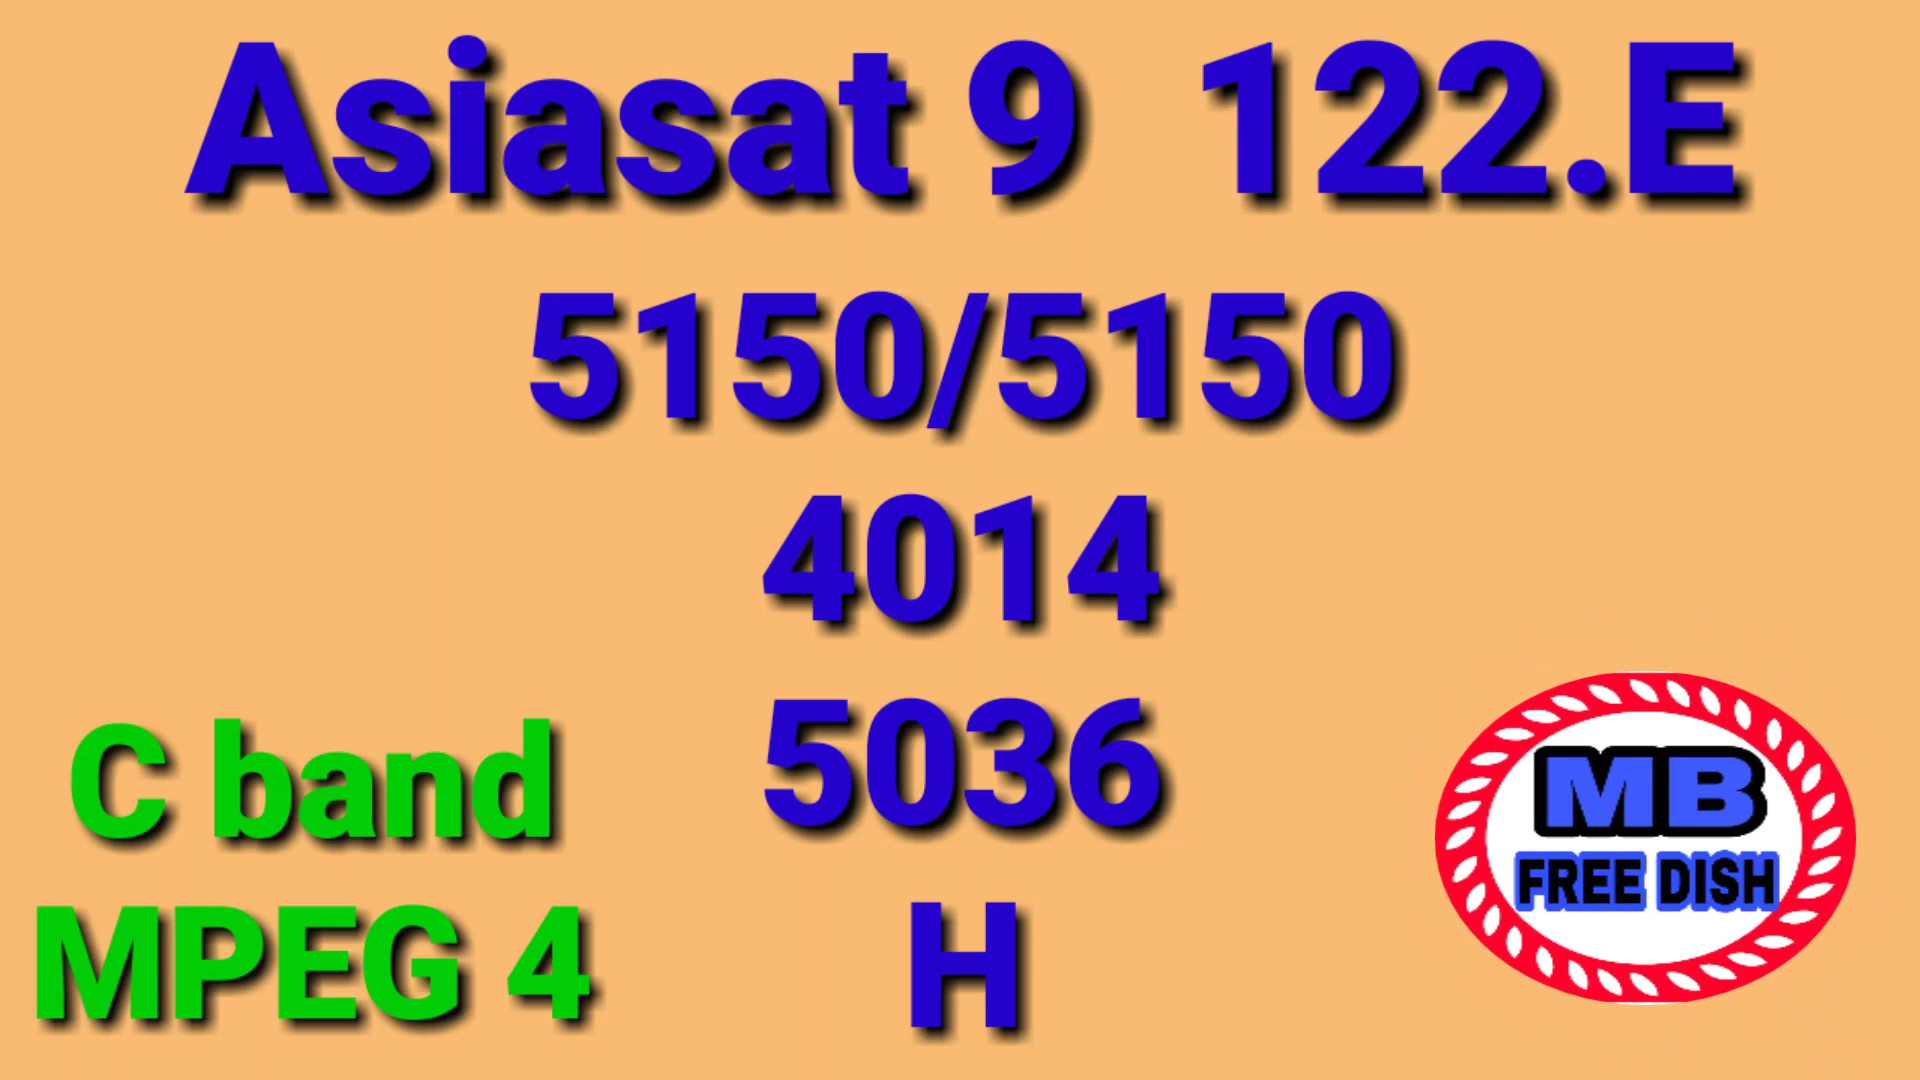 Asiasat 9 122.E
5150/5150
4014
5036
H
C band
MPEG 4
MB
FREE DISH